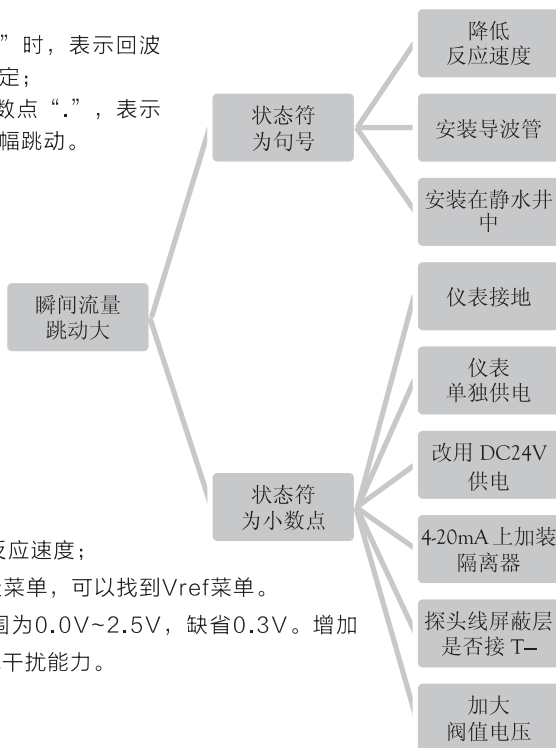 ”时，表示回波
定；
数点“.”，表示
幅跳动。
瞬间流量
跳动大
状态符
为句号
降低
反应速度
安装导波管
安装在静水井
中
状态符
为小数点
仪表接地
仪表
单独供电
改用 DC24V
供电
4-20mA 上加装
隔离器
探头线屏蔽层
是否接 T–
加大
阀值电压
反应速度；
菜单，可以找到Vref菜单。
围为0.0V~2.5V，缺省0.3V。增加
干扰能力。